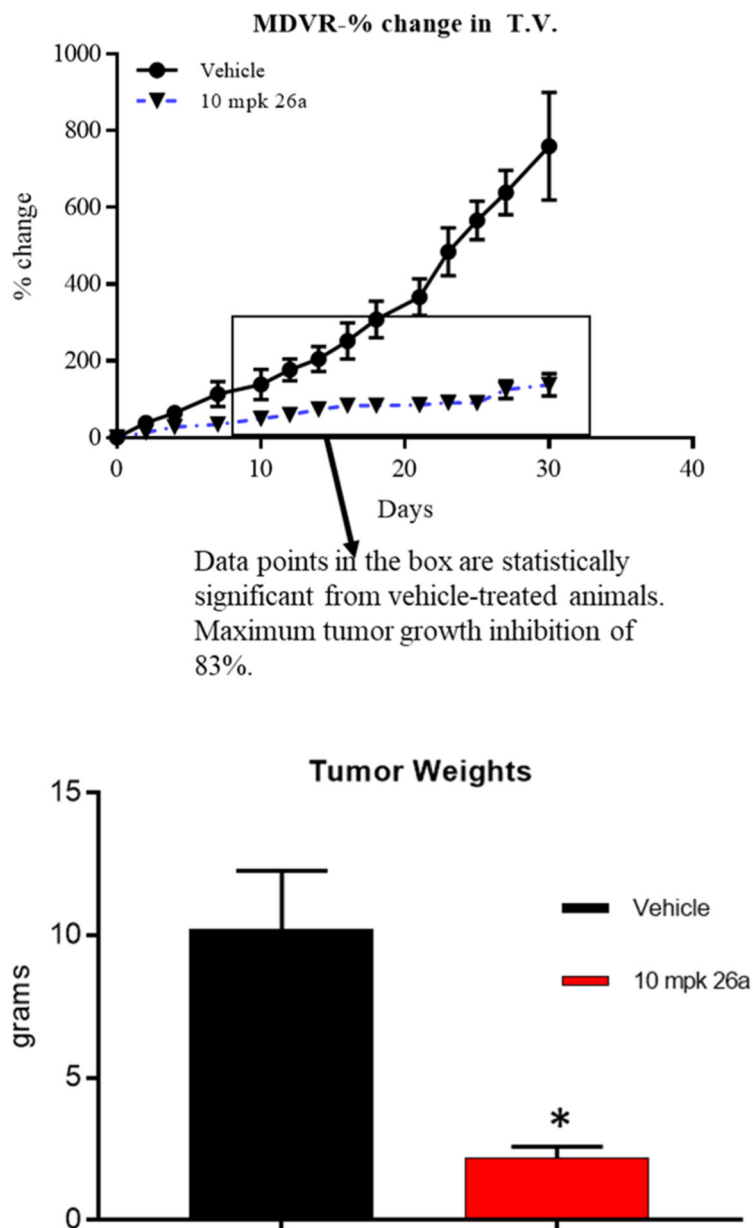 MDVR-% change in T.V.
1000
Vehicle
10 mpk 26a
800
600
% change
400
200
0
0 10 20 30 40
Days
Data points in the box are statistically
significant from vehicle-treated animals.
Maximum tumor growth inhibition of
83%.
Tumor Weights
15
Vehicle
10
10 mpk 26a
grams
5
*
0